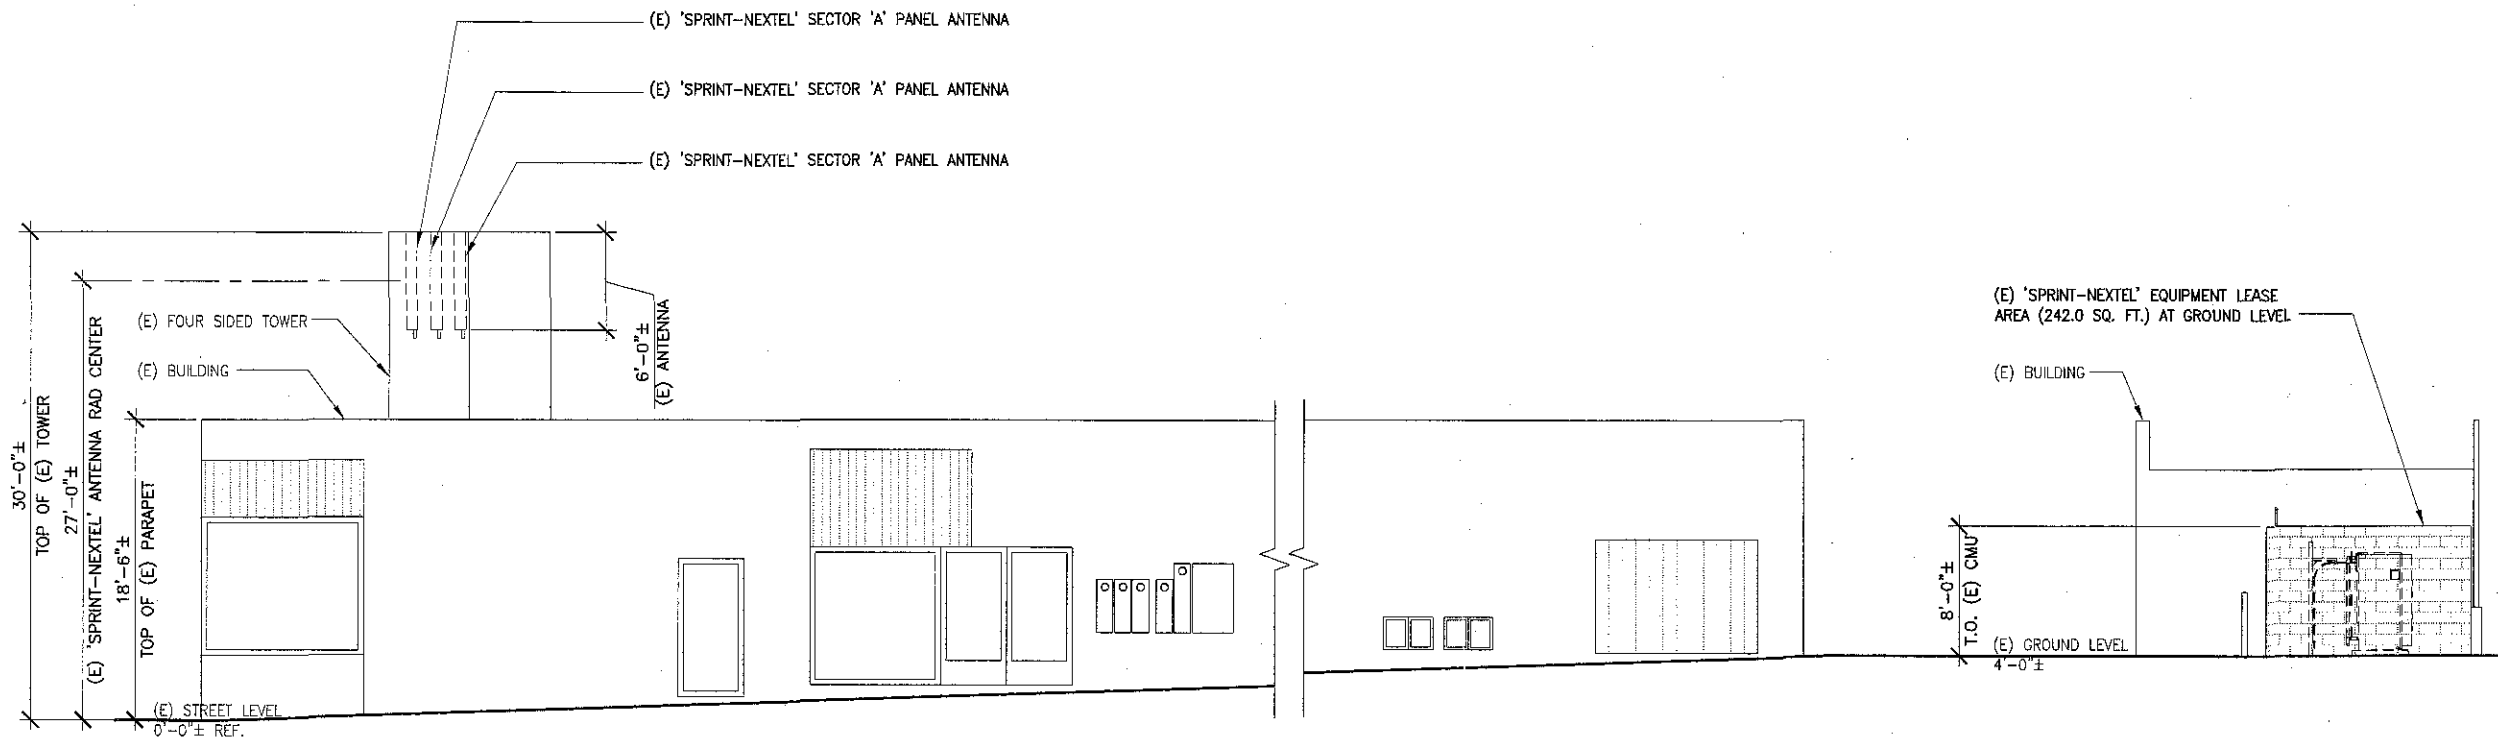 (E) 'SPRINT-NEXTEL' SECTOR 'A' PANEL ANTENNA
(E) 'SPRINT-NEXTEL' SECTOR 'A' PANEL ANTENNA
(E) 'SPRINT-NEXTEL' SECTOR 'A' PANEL ANTENNA
30'-0"±
TOP OF (E) TOWER
27'-0"±
(E) 'SPRINT-NEXTEL' ANTENNA RAD CENTER
18'-6"±
TOP OF (E) PARAPET
(E) FOUR SIDED TOWER
(E) BUILDING
6'-0"±
(E) ANTENNA
(E) STREET LEVEL
0'-0"± REF.
(E) 'SPRINT-NEXTEL' EQUIPMENT LEASE
AREA (242.0 SQ. FT.) AT GROUND LEVEL
(E) BUILDING
8'-0"±
T.O. (E) CMU
(E) GROUND LEVEL
4'-0"±